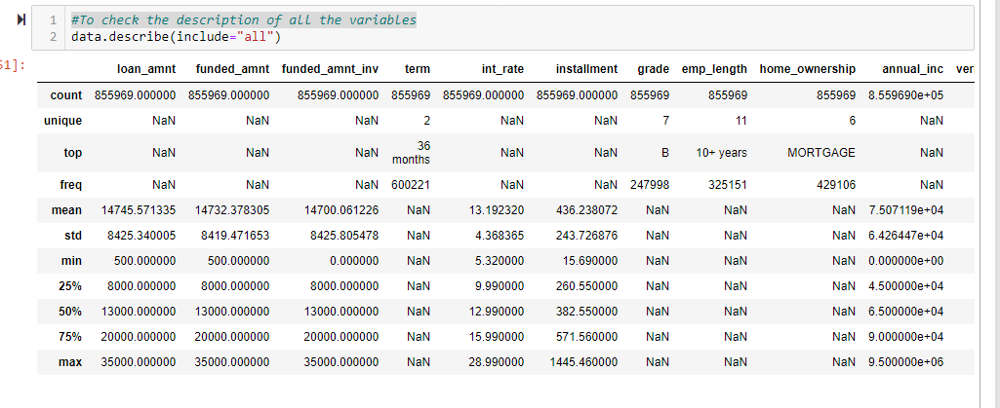 1 #To check the description of all the variables
2 data.describe(include="all")
51]:
loan_amnt funded_amnt funded_amnt_inv term int_rate installment grade emp_length home_ownership annual_inc ver
count 855969.000000 855969.000000 855969.000000 855969 855969.000000 855969.000000 855969 855969 855969 8.559690e+05
unique NaN NaN NaN 2 NaN NaN 7 11 6 NaN
top NaN NaN NaN 36 months NaN NaN B 10+ years MORTGAGE NaN
freq NaN NaN NaN 600221 NaN NaN 247998 325151 429106 NaN
mean 14745.571335 14732.378305 14700.061226 NaN 13.192320 436.238072 NaN NaN NaN 7.507119e+04
std 8425.340005 8419.471653 8425.805478 NaN 4.368365 243.726876 NaN NaN NaN 6.426447e+04
min 500.000000 500.000000 0.000000 NaN 5.320000 15.690000 NaN NaN NaN 0.000000e+00
25% 8000.000000 8000.000000 8000.000000 NaN 9.990000 260.550000 NaN NaN NaN 4.500000e+04
50% 13000.000000 13000.000000 13000.000000 NaN 12.990000 382.550000 NaN NaN NaN 6.500000e+04
75% 20000.000000 20000.000000 20000.000000 NaN 15.990000 571.560000 NaN NaN NaN 9.000000e+04
max 35000.000000 35000.000000 35000.000000 NaN 28.990000 1445.460000 NaN NaN NaN 9.500000e+06